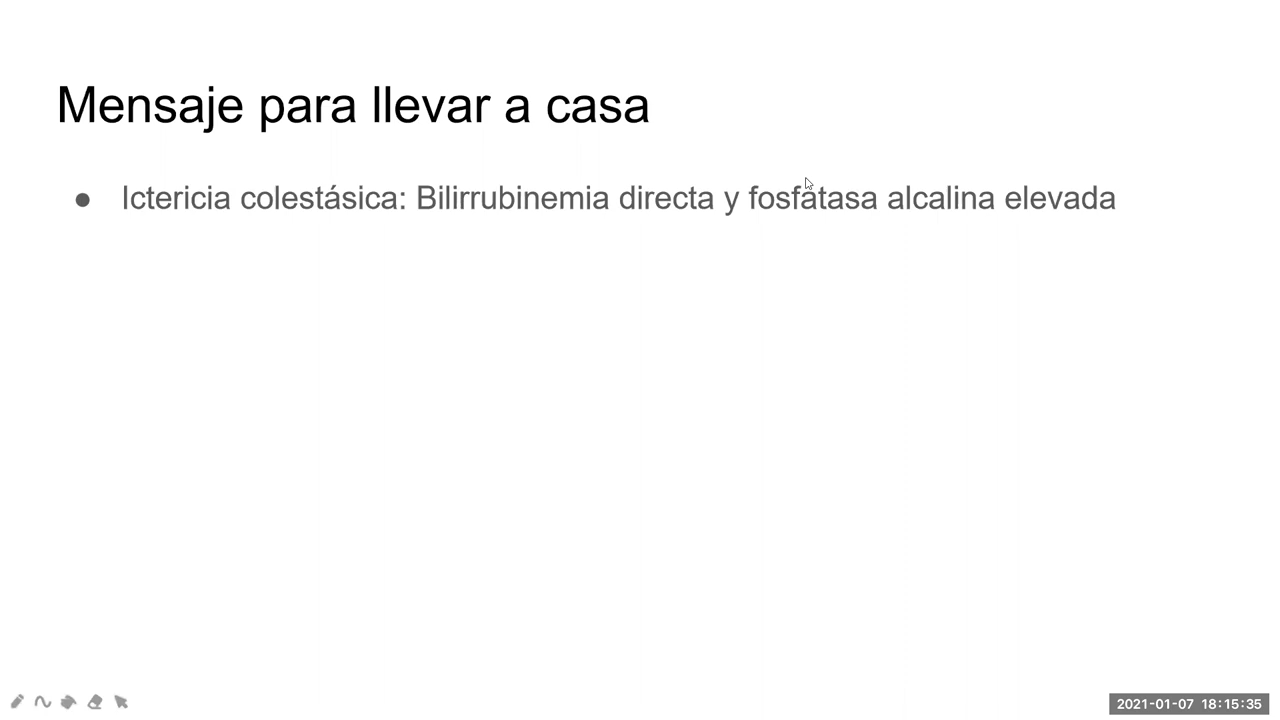 Mensaje para llevar a casa
● Ictericia colestásica: Bilirrubinemia directa y fosfatasa alcalina elevada
2021-01-07 18:15:35